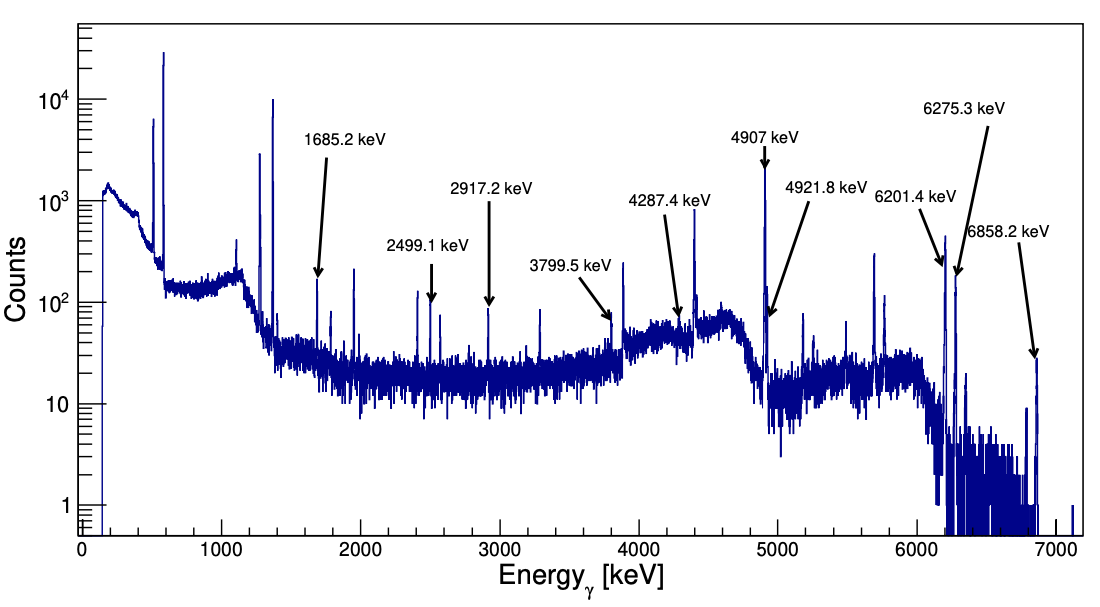 10⁴
10³
10²
10
1
Counts
1685.2 keV
2499.1 keV
2917.2 keV
3799.5 keV
4287.4 keV
4907 keV
4921.8 keV
6201.4 keV
6275.3 keV
6858.2 keV
0 1000 2000 3000 4000 5000 6000 7000
Energyᵧ [keV]